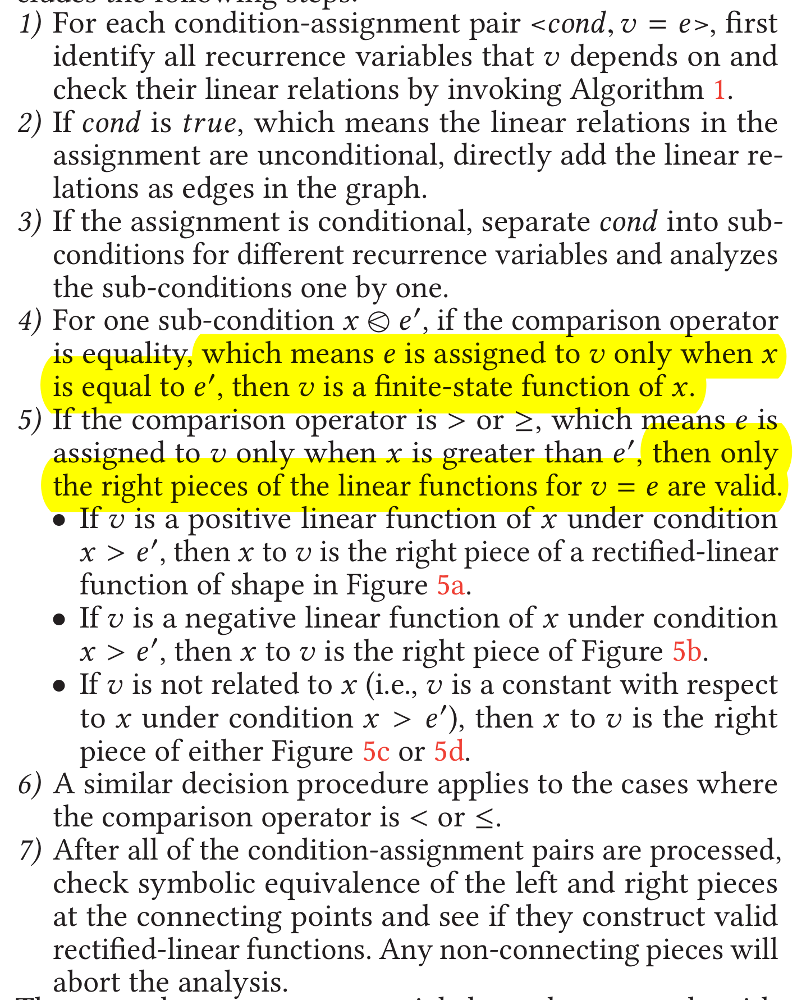 cludes the following steps:
1) For each condition-assignment pair <cond, v = e>, first
identify all recurrence variables that v depends on and
check their linear relations by invoking Algorithm 1.
2) If cond is true, which means the linear relations in the
assignment are unconditional, directly add the linear re-
lations as edges in the graph.
3) If the assignment is conditional, separate cond into sub-
conditions for different recurrence variables and analyzes
the sub-conditions one by one.
4) For one sub-condition x ⧀ e′, if the comparison operator
is equality, which means e is assigned to v only when x
is equal to e′, then v is a finite-state function of x.
5) If the comparison operator is > or ≥, which means e is
assigned to v only when x is greater than e′, then only
the right pieces of the linear functions for v = e are valid.
• If v is a positive linear function of x under condition
x > e′, then x to v is the right piece of a rectified-linear
function of shape in Figure 5a.
• If v is a negative linear function of x under condition
x > e′, then x to v is the right piece of Figure 5b.
• If v is not related to x (i.e., v is a constant with respect
to x under condition x > e′), then x to v is the right
piece of either Figure 5c or 5d.
6) A similar decision procedure applies to the cases where
the comparison operator is < or ≤.
7) After all of the condition-assignment pairs are processed,
check symbolic equivalence of the left and right pieces
at the connecting points and see if they construct valid
rectified-linear functions. Any non-connecting pieces will
abort the analysis.